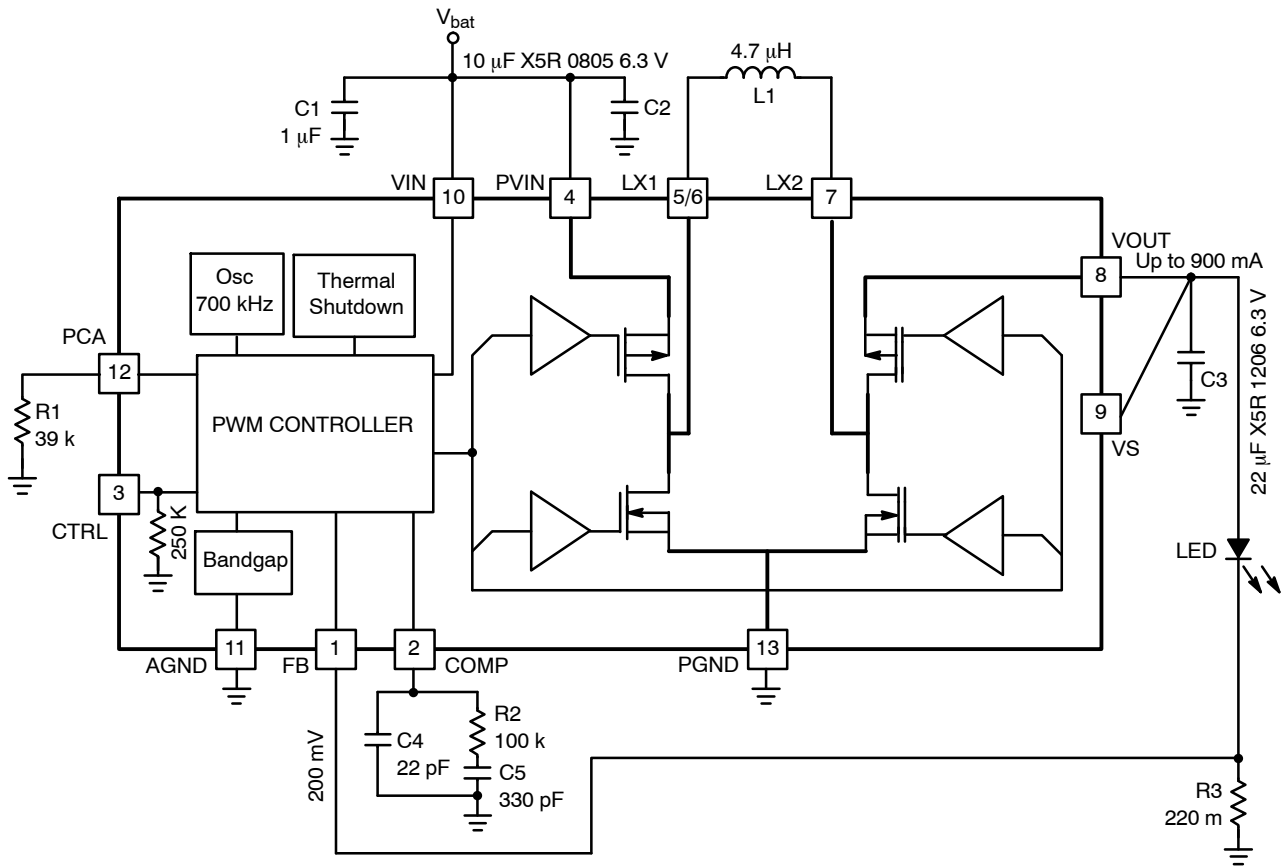 Vbat
10 μF X5R 0805 6.3 V
4.7 μH
L1
C1
1 μF
C2
VIN
PVIN
LX1
LX2
10
4
5/6
7
VOUT
Up to 900 mA
8
Osc
700 kHz
Thermal
Shutdown
PCA
12
R1
39 k
PWM CONTROLLER
C3
22 μF X5R 1206 6.3 V
9
VS
3
CTRL
250 K
Bandgap
LED
11
1
2
13
AGND
FB
COMP
PGND
200 mV
C4
22 pF
R2
100 k
C5
330 pF
R3
220 m